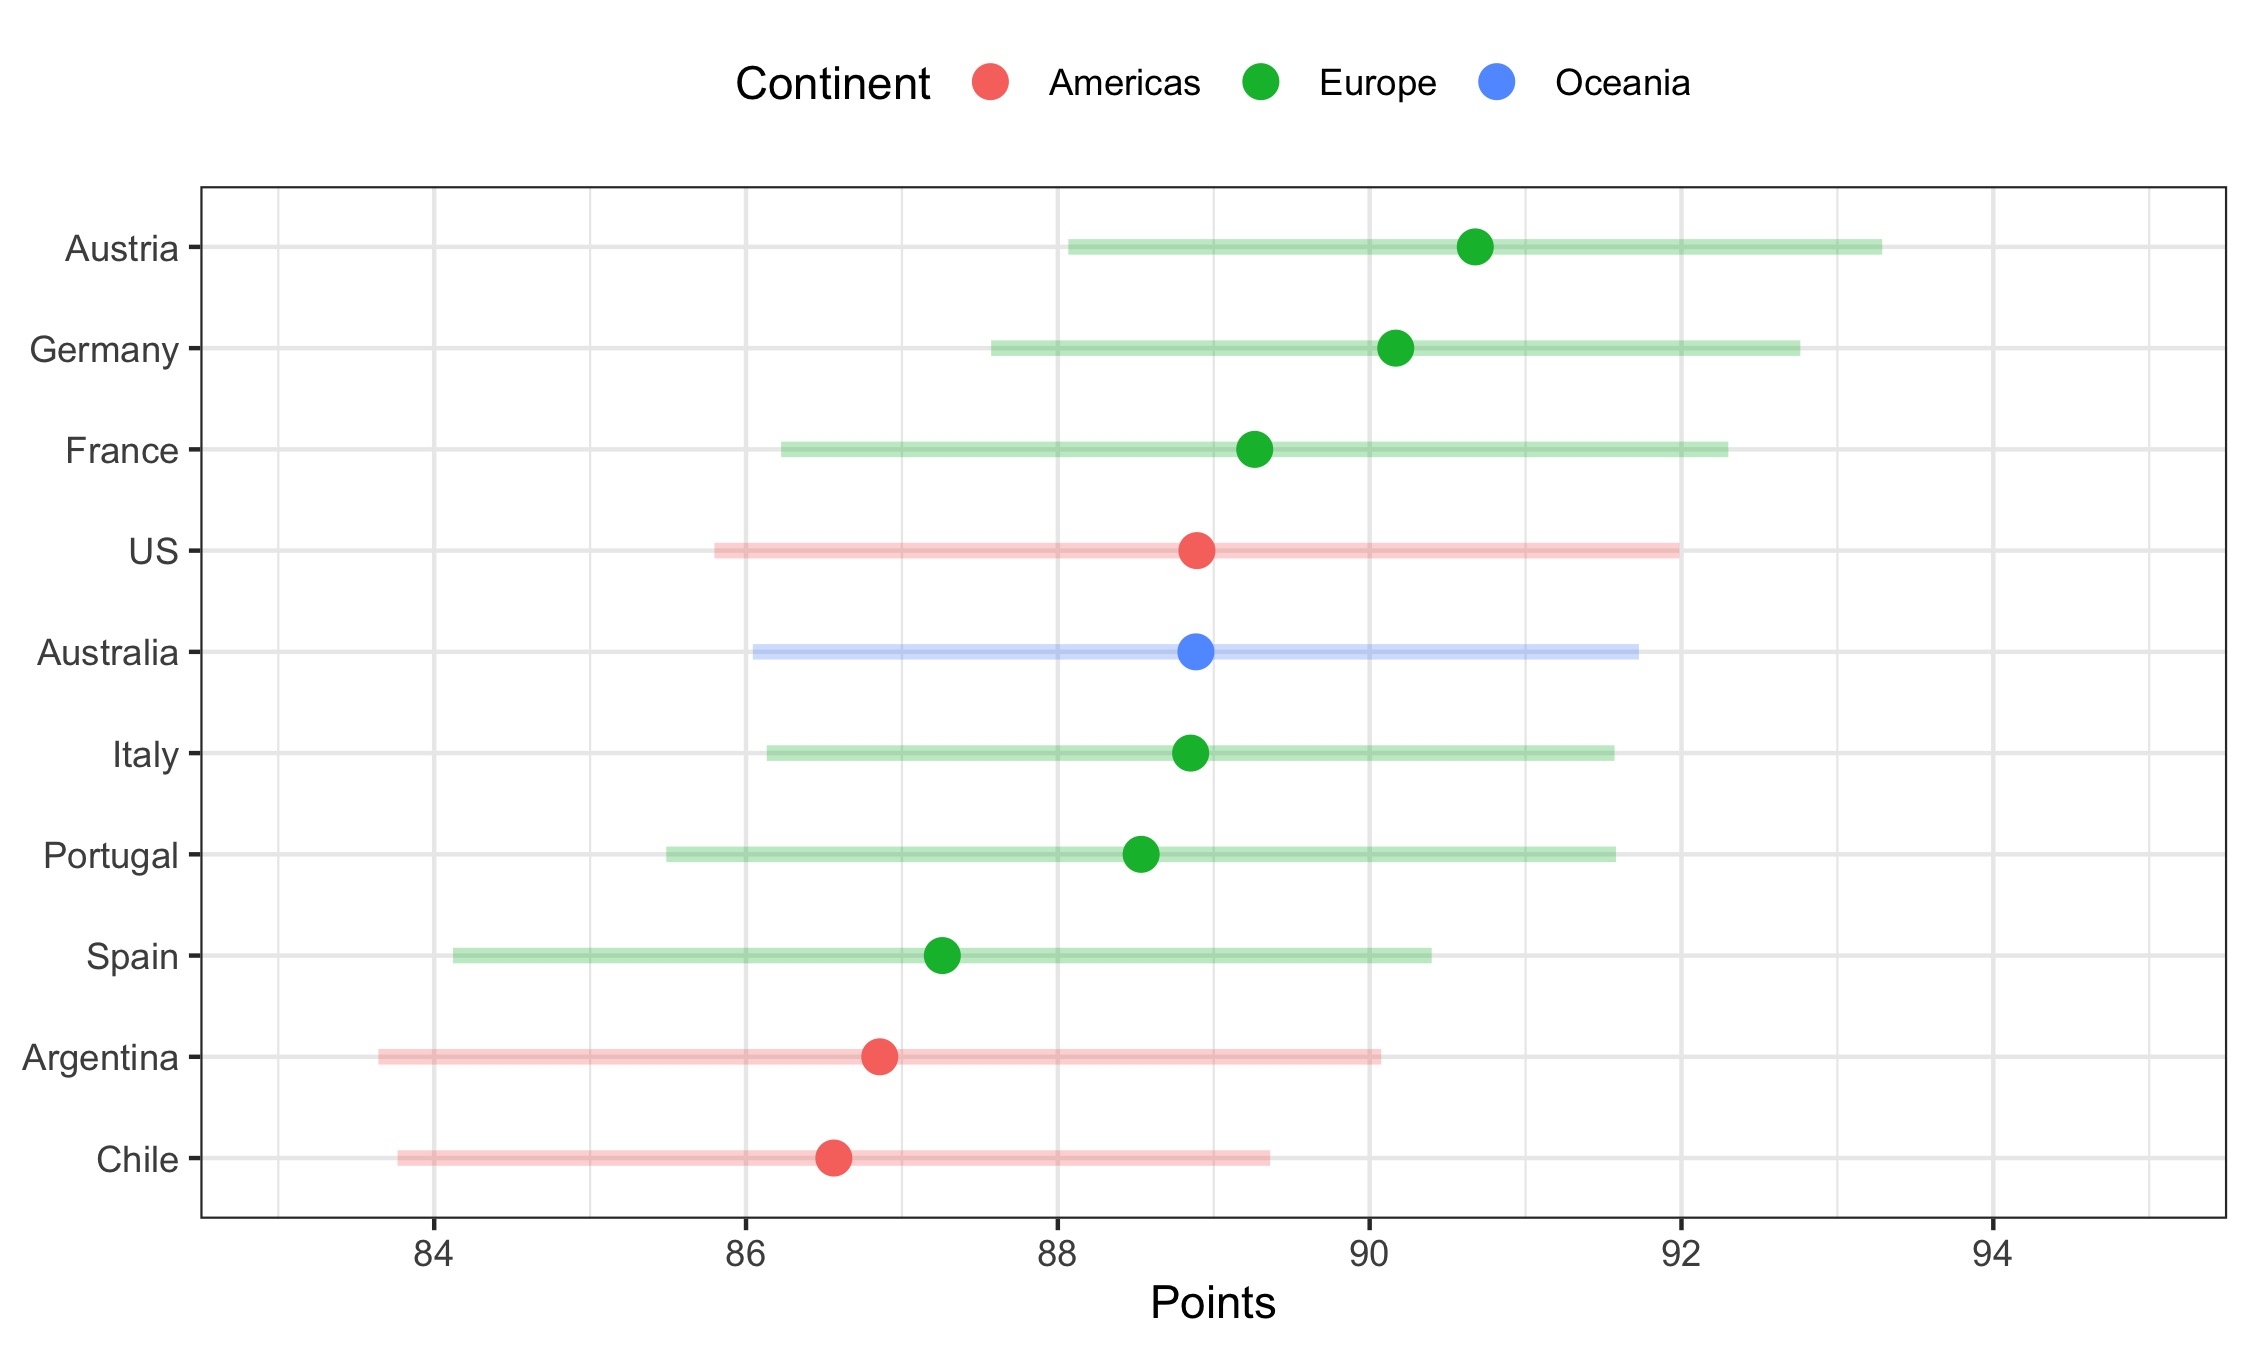 Continent Americas Europe Oceania
Austria
Germany
France
US
Australia
Italy
Portugal
Spain
Argentina
Chile
84 86 88 90 92 94
Points